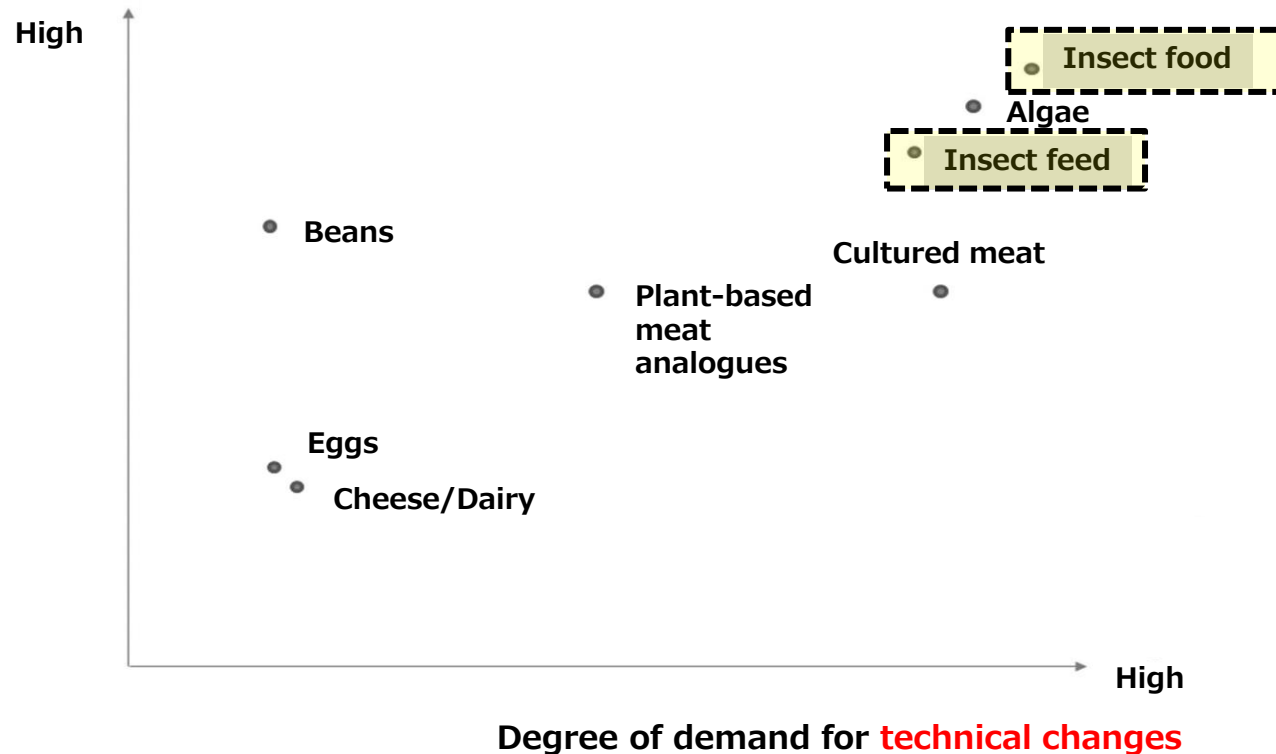 High
Insect food
Algae
Insect feed
Beans
Cultured meat
Plant-based
meat
analogues
Eggs
Cheese/Dairy
High
Degree of demand for technical changes